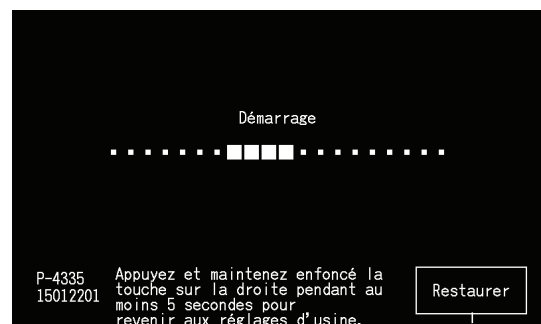 Démarrage
P-4335
15012201
Appuyez et maintenez enfoncé la
touche sur la droite pendant au
moins 5 secondes pour
revenir aux réglages d'usine.
Restaurer